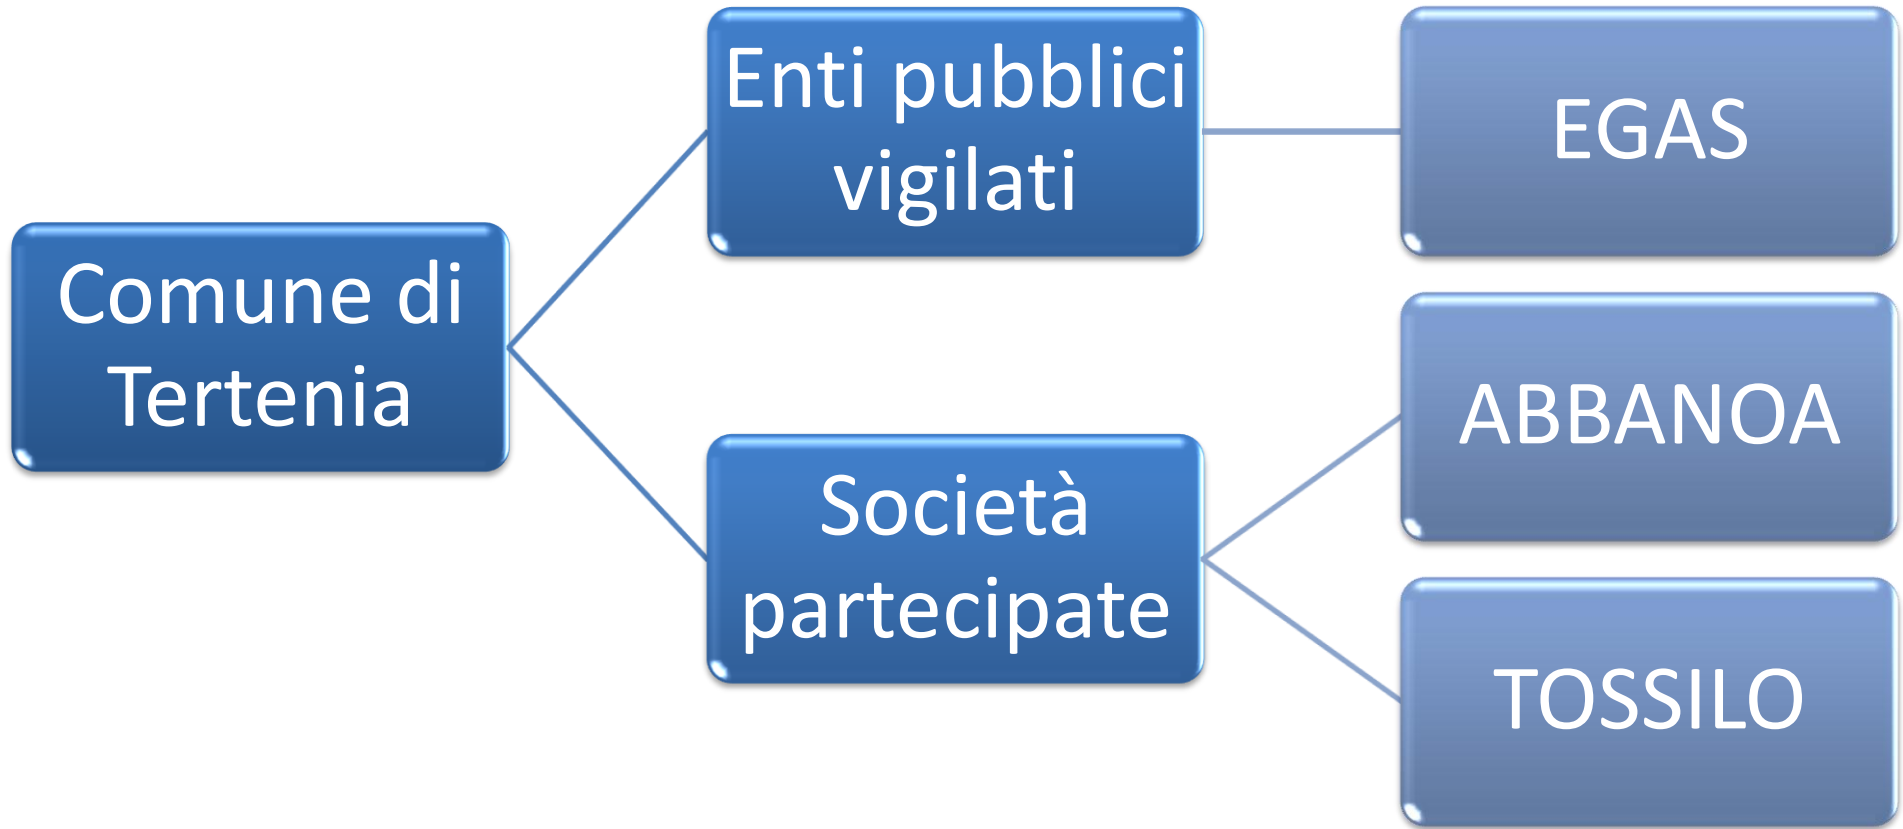 Comune di
Tertenia
Enti pubblici
vigilati
EGAS
Società
partecipate
ABBANOA
TOSSILO